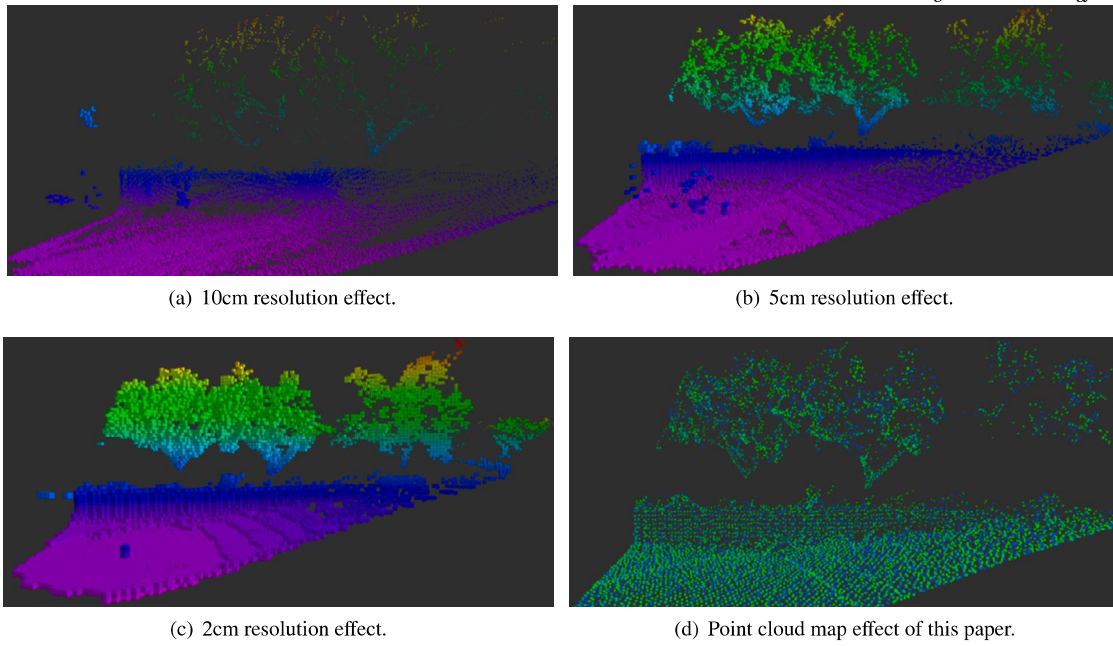 (a) 10cm resolution effect.
(b) 5cm resolution effect.
(c) 2cm resolution effect.
(d) Point cloud map effect of this paper.